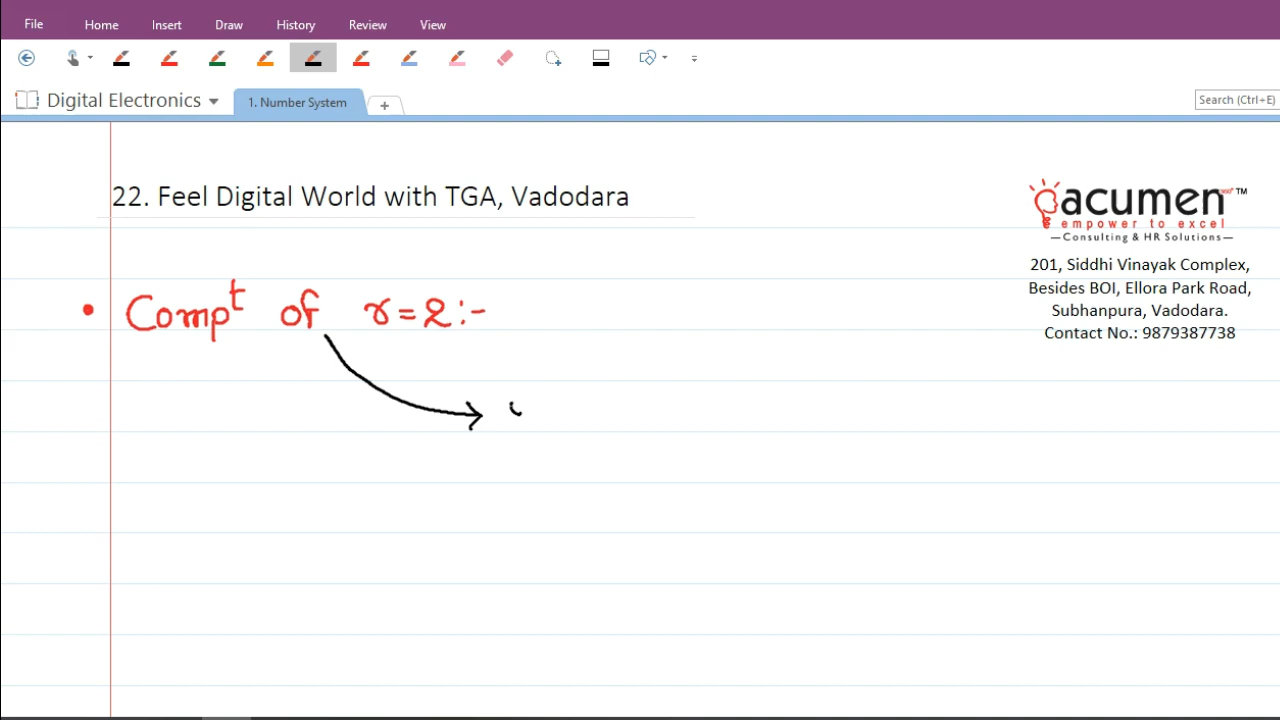 File Home Insert Draw History Review View
Digital Electronics 1. Number System + Search (Ctrl+E)
22. Feel Digital World with TGA, Vadodara
acumen ™
empower to excel
—Consulting & HR Solutions—
201, Siddhi Vinayak Complex,
Besides BOI, Ellora Park Road,
Subhanpura, Vadodara.
Contact No.: 9879387738
• Compt of r=2:-